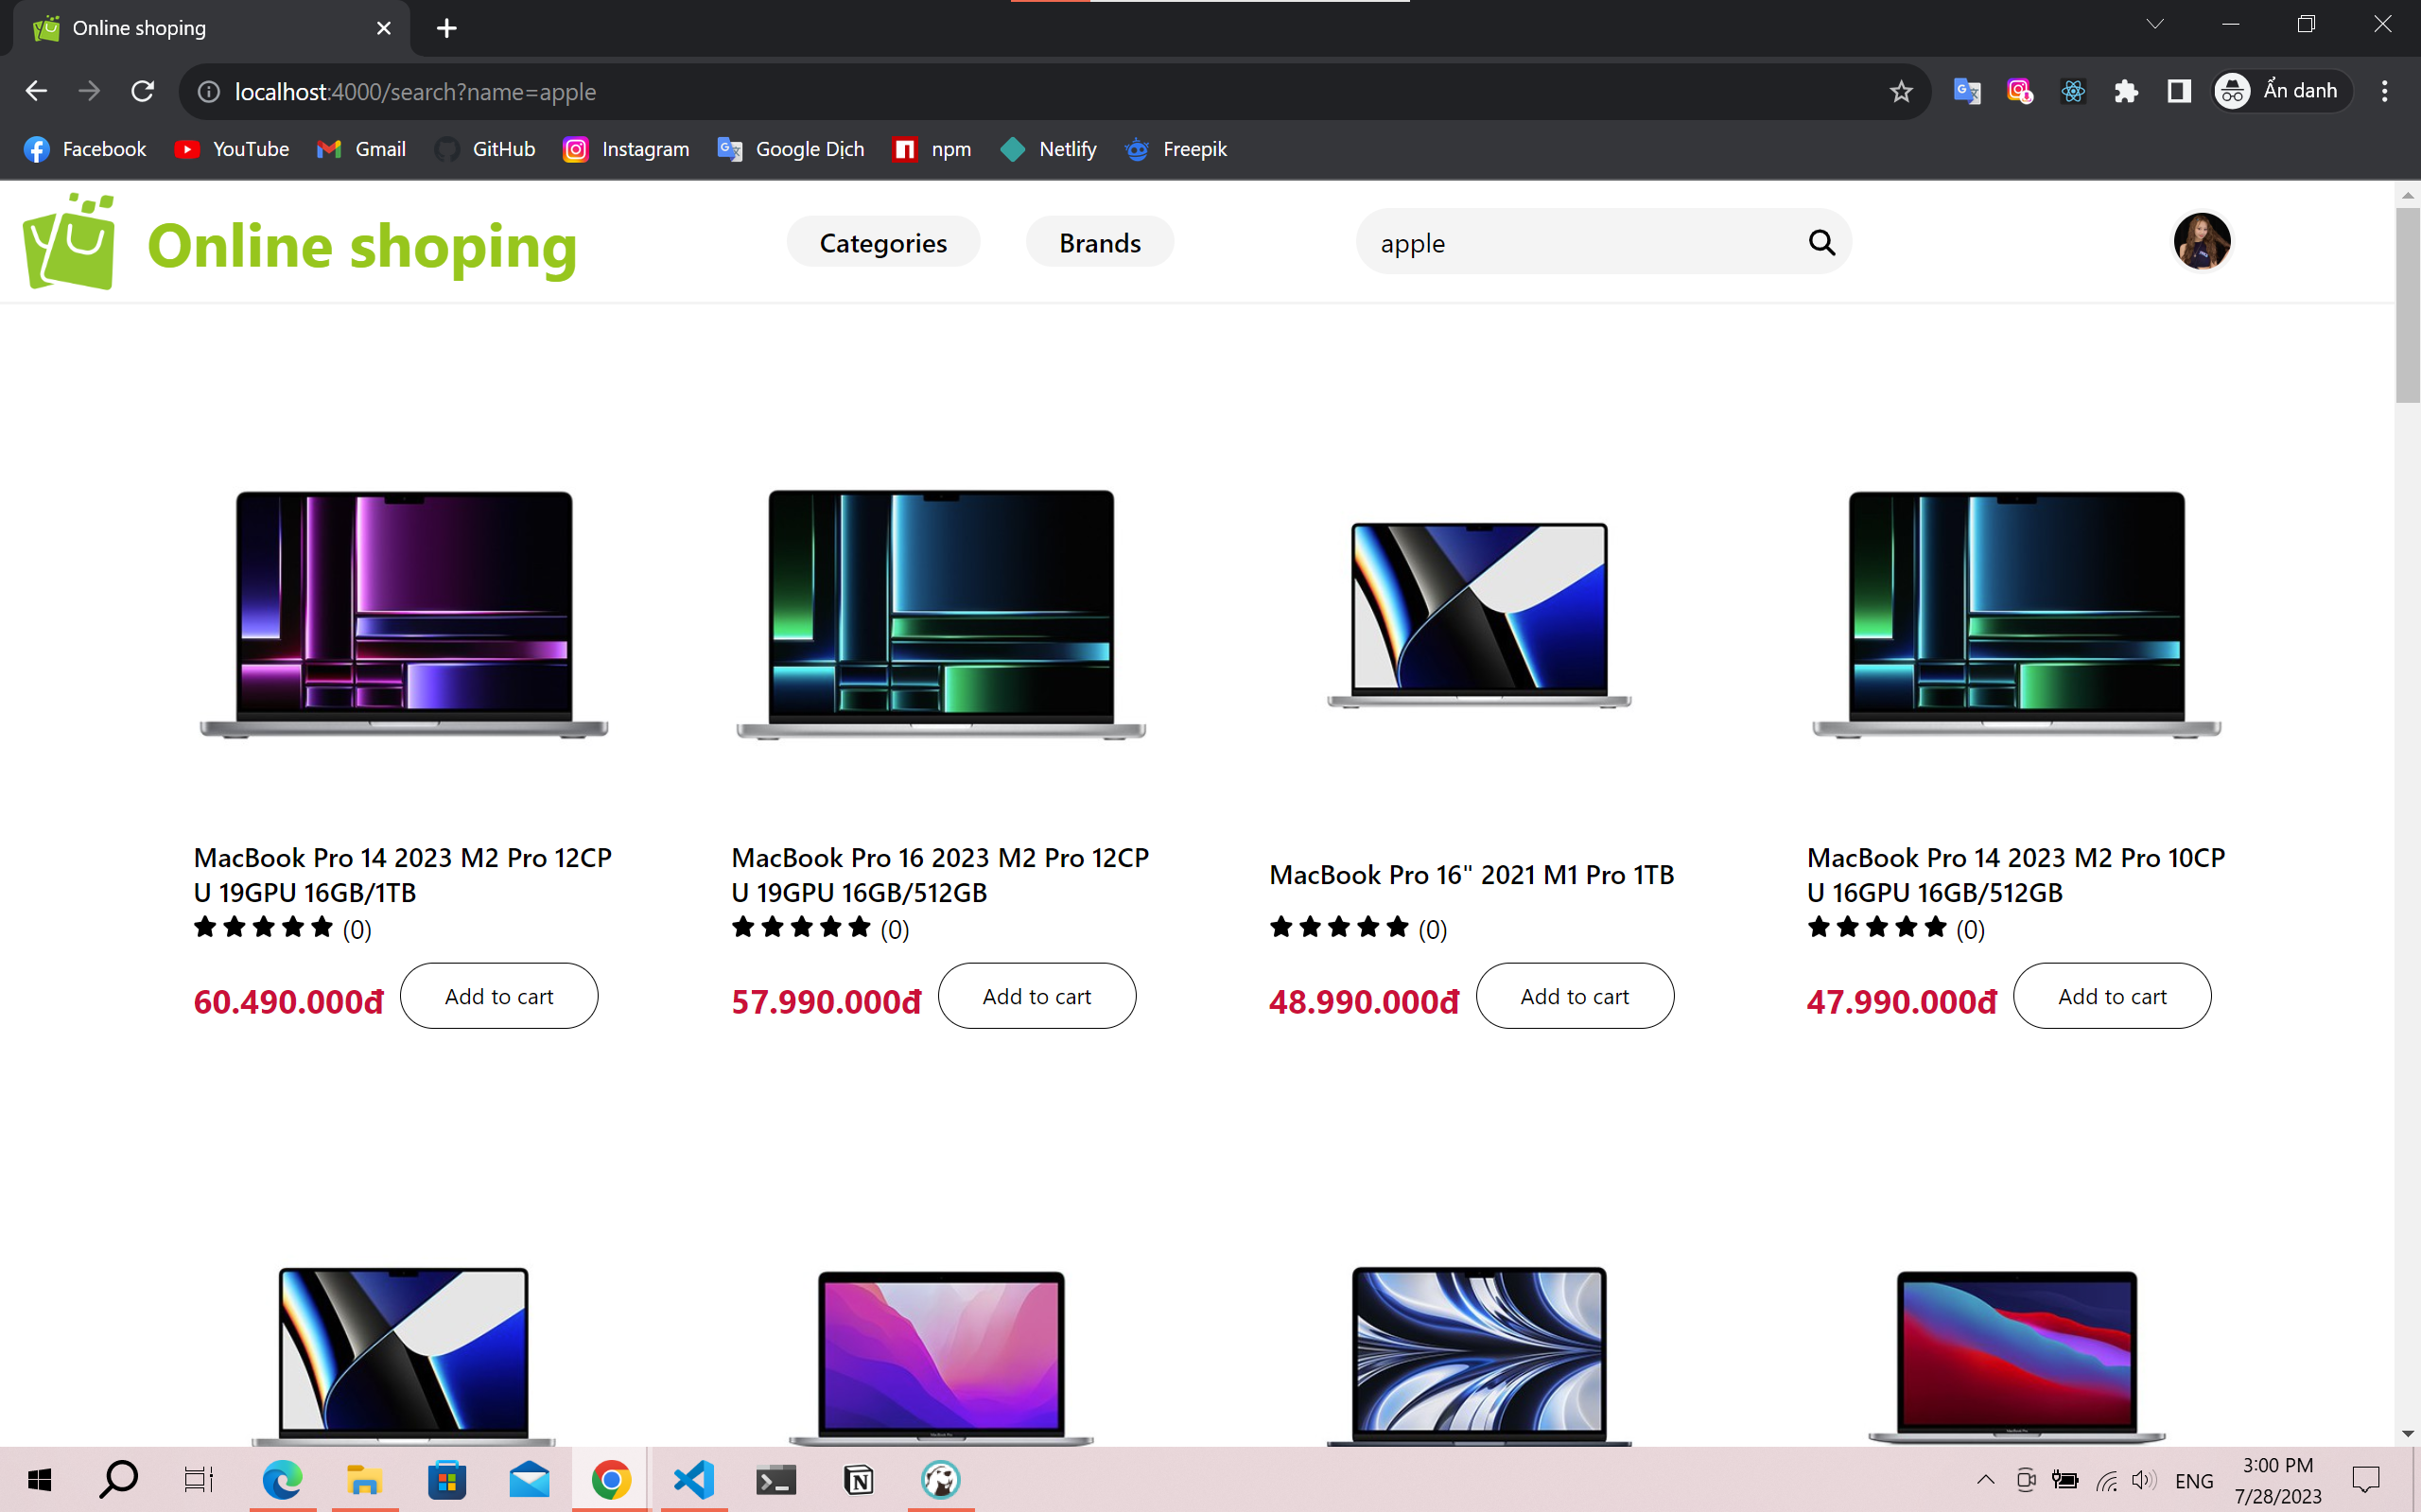 Online shoping
localhost:4000/search?name=apple
Ẩn danh
Facebook YouTube Gmail GitHub Instagram Google Dịch npm Netlify Freepik
Online shoping
Categories
Brands
apple
MacBook Pro 14 2023 M2 Pro 12CP
U 19GPU 16GB/1TB
(0)
60.490.000đ
Add to cart
MacBook Pro 16 2023 M2 Pro 12CP
U 19GPU 16GB/512GB
(0)
57.990.000đ
Add to cart
MacBook Pro 16" 2021 M1 Pro 1TB
(0)
48.990.000đ
Add to cart
MacBook Pro 14 2023 M2 Pro 10CP
U 16GPU 16GB/512GB
(0)
47.990.000đ
Add to cart
ENG
3:00 PM
7/28/2023